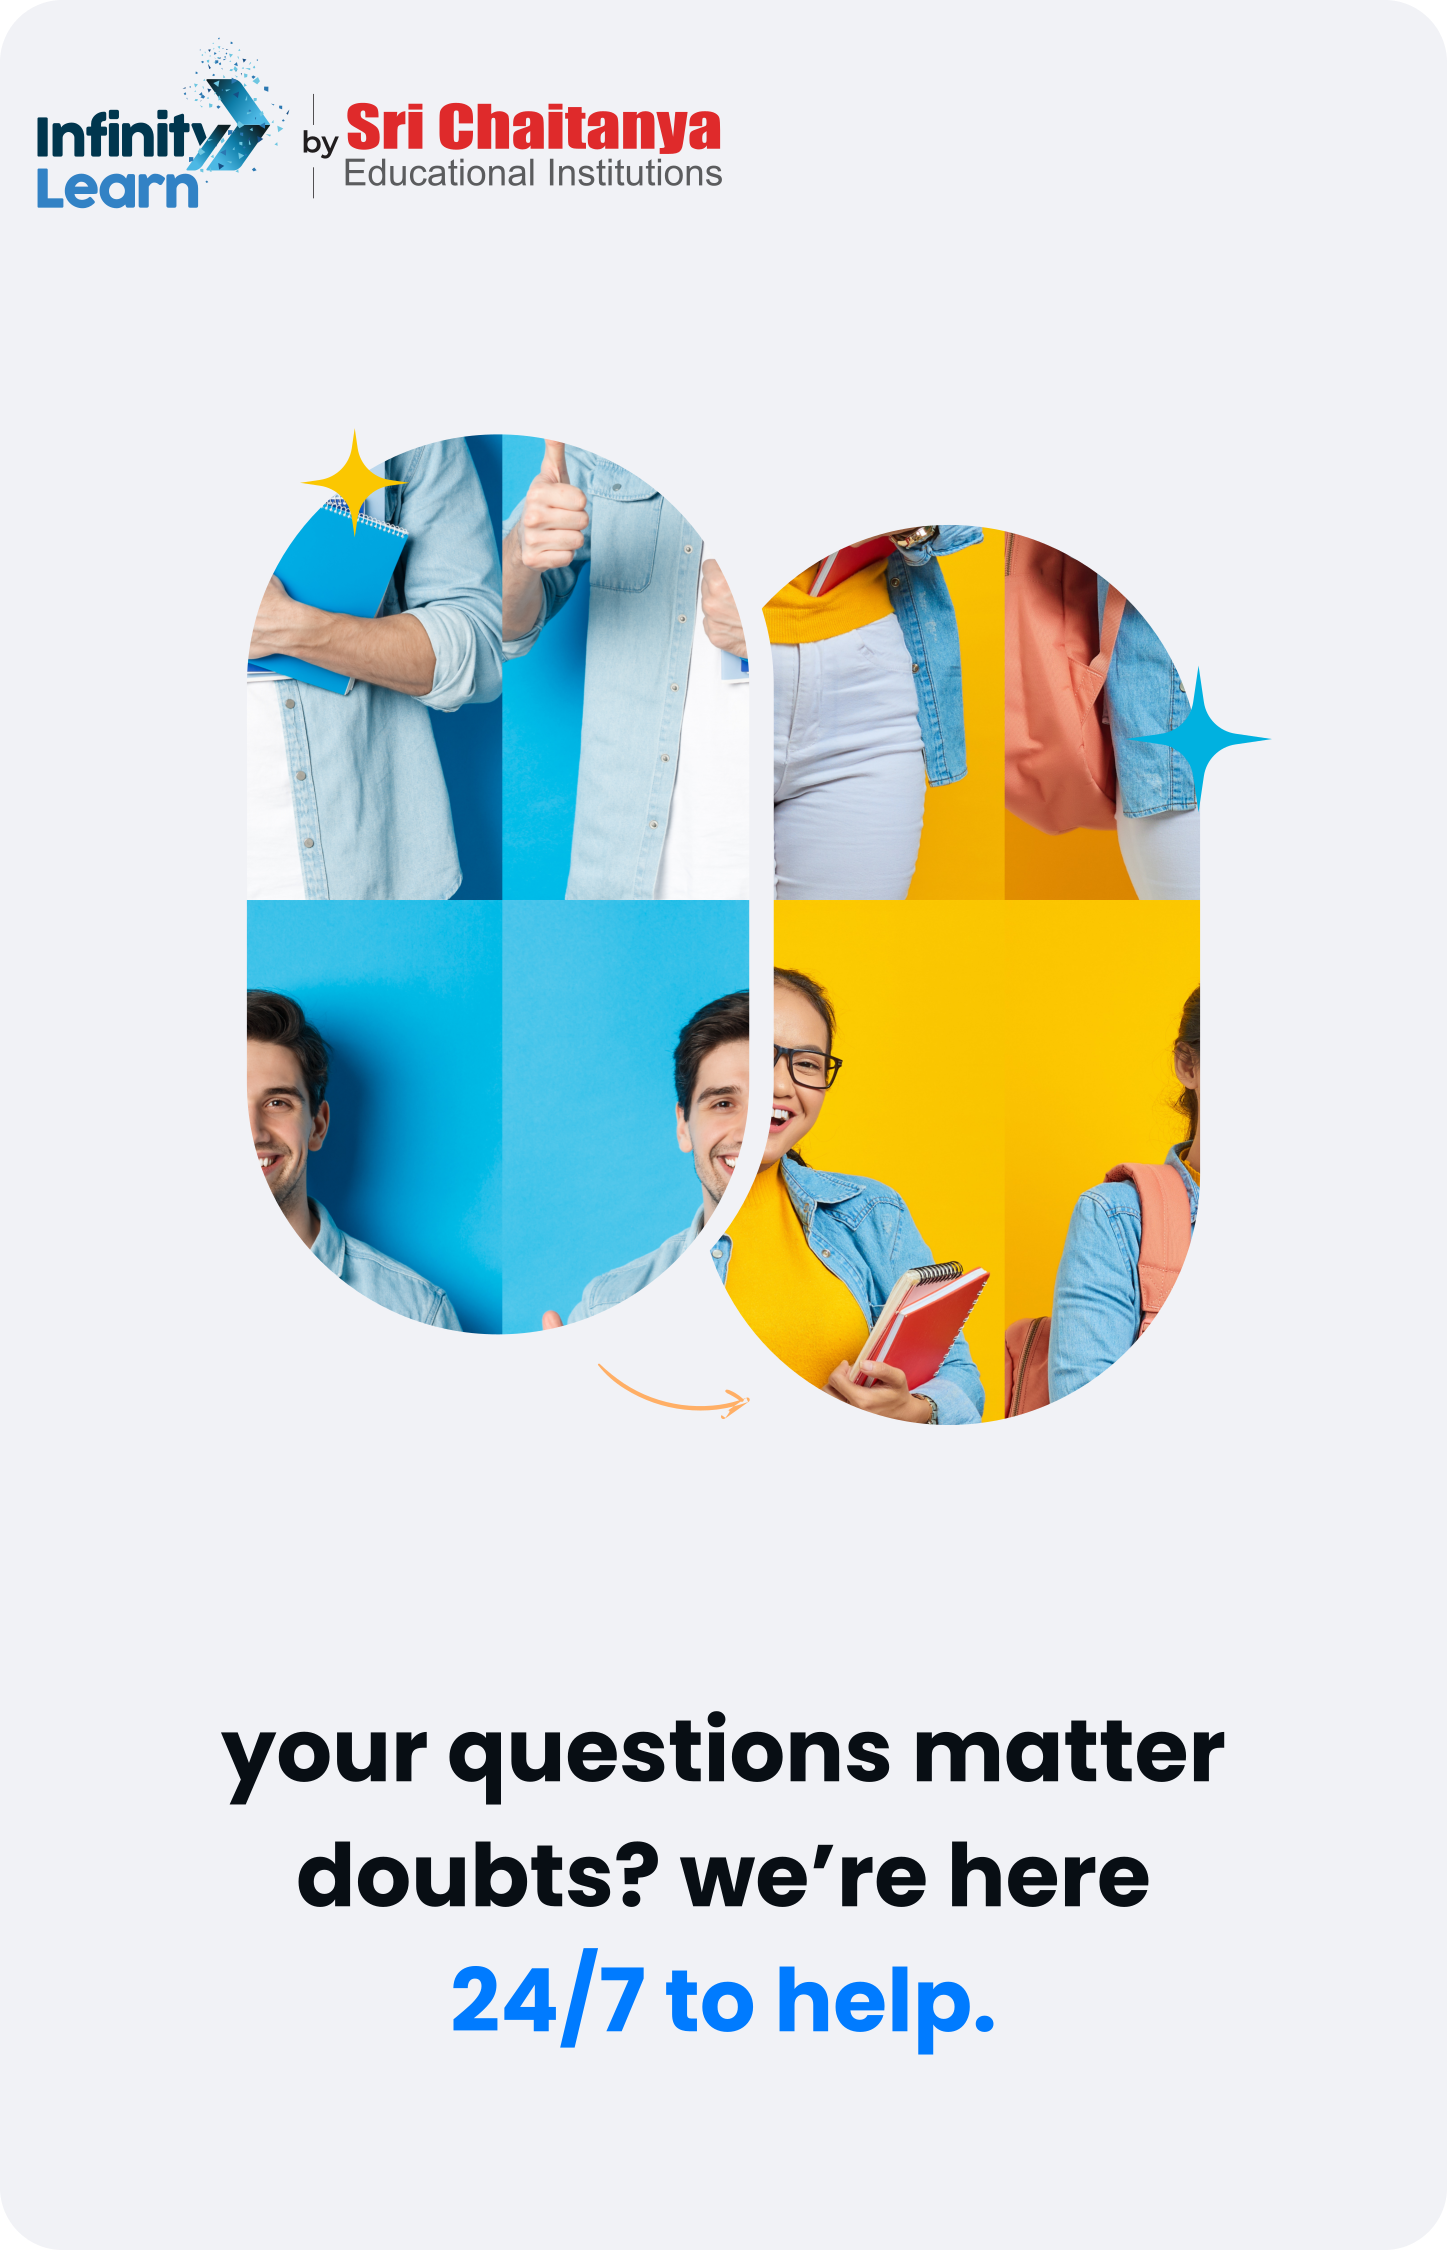 Infinity
Learn
by
Sri Chaitanya
Educational Institutions
your questions matter
doubts? we’re here
24/7 to help.